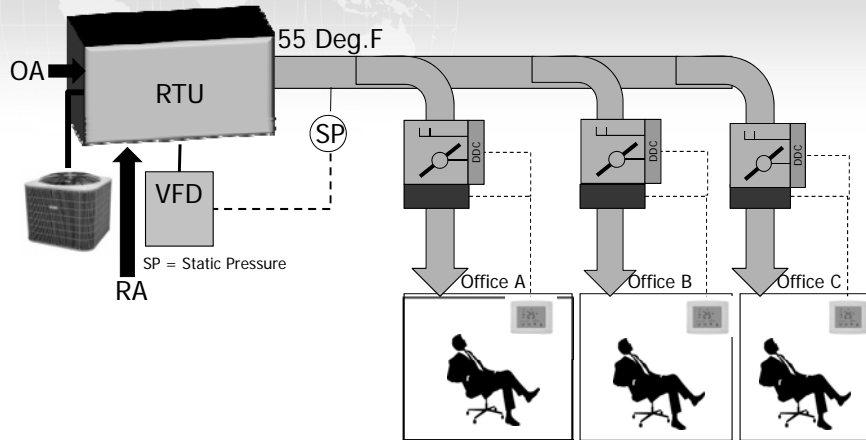 55 Deg.F
OA
RTU
SP
DDC
DDC
DDC
VFD
SP = Static Pressure
RA
Office A
Office B
Office C